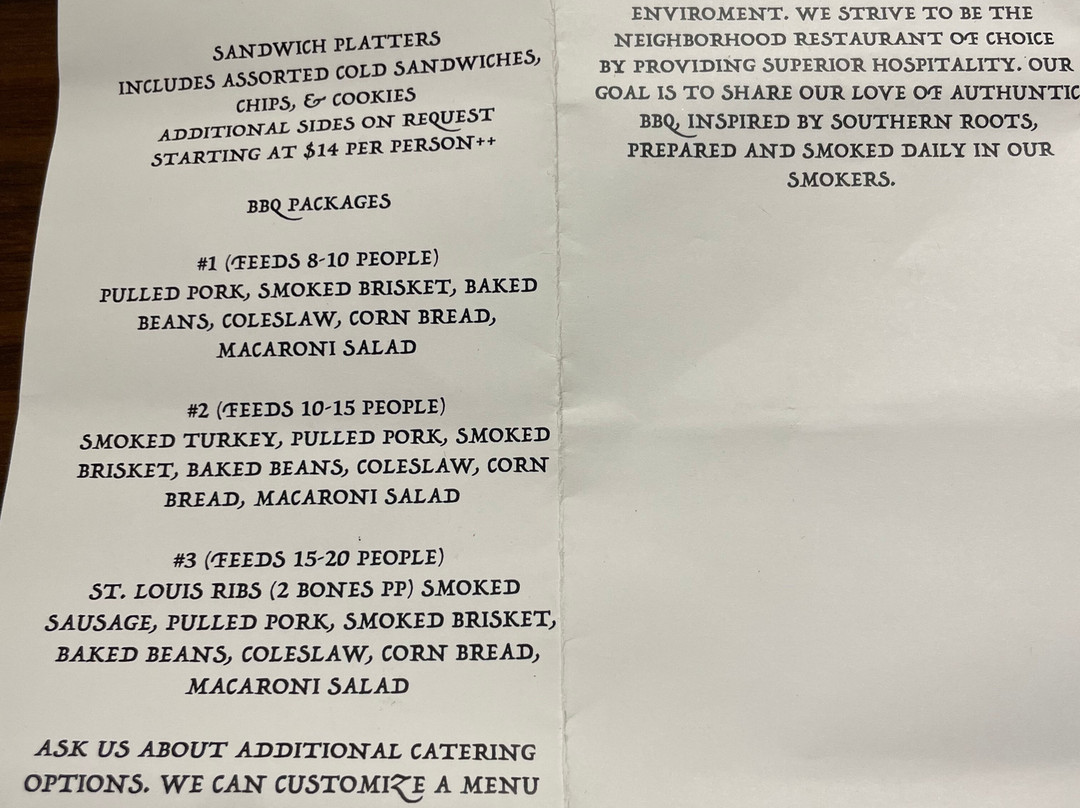 SANDWICH PLATTERS
INCLUDES ASSORTED COLD SANDWICHES,
CHIPS, & COOKIES
ADDITIONAL SIDES ON REQUEST
STARTING AT $14 PER PERSON++
BBQ PACKAGES
#1 (FEEDS 8-10 PEOPLE)
PULLED PORK, SMOKED BRISKET, BAKED
BEANS, COLESLAW, CORN BREAD,
MACARONI SALAD
#2 (FEEDS 10-15 PEOPLE)
SMOKED TURKEY, PULLED PORK, SMOKED
BRISKET, BAKED BEANS, COLESLAW, CORN
BREAD, MACARONI SALAD
#3 (FEEDS 15-20 PEOPLE)
ST. LOUIS RIBS (2 BONES PP) SMOKED
SAUSAGE, PULLED PORK, SMOKED BRISKET,
BAKED BEANS, COLESLAW, CORN BREAD,
MACARONI SALAD
ASK US ABOUT ADDITIONAL CATERING
OPTIONS. WE CAN CUSTOMIZE A MENU
ENVIROMENT. WE STRIVE TO BE THE
NEIGHBORHOOD RESTAURANT OF CHOICE
BY PROVIDING SUPERIOR HOSPITALITY. OUR
GOAL IS TO SHARE OUR LOVE OF AUTHUNTIC
BBQ, INSPIRED BY SOUTHERN ROOTS,
PREPARED AND SMOKED DAILY IN OUR
SMOKERS.